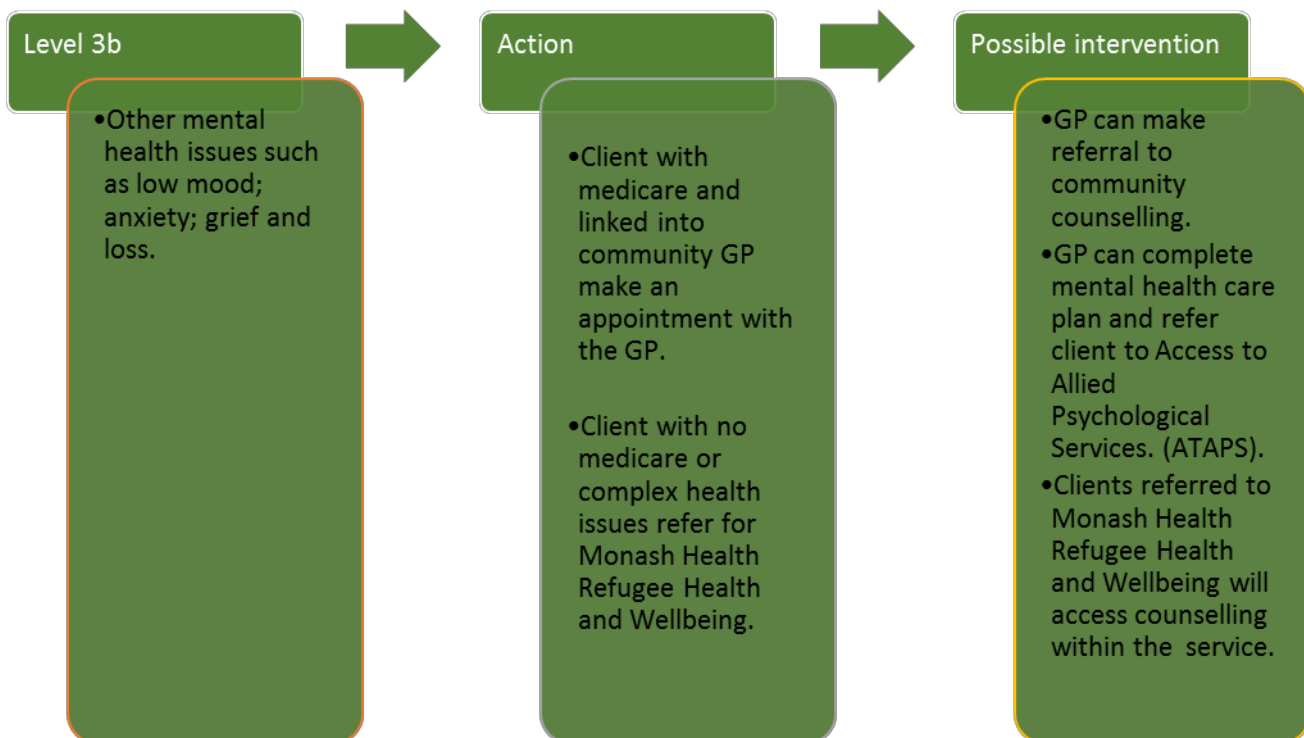 Level 3b
•Other mental
health issues such
as low mood;
anxiety; grief and
loss.
Action
•Client with
medicare and
linked into
community GP
make an
appointment with
the GP.
•Client with no
medicare or
complex health
issues refer for
Monash Health
Refugee Health
and Wellbeing.
Possible intervention
•GP can make
referral to
community
counselling.
•GP can complete
mental health care
plan and refer
client to Access to
Allied
Psychological
Services. (ATAPS).
•Clients referred to
Monash Health
Refugee Health
and Wellbeing will
access counselling
within the service.